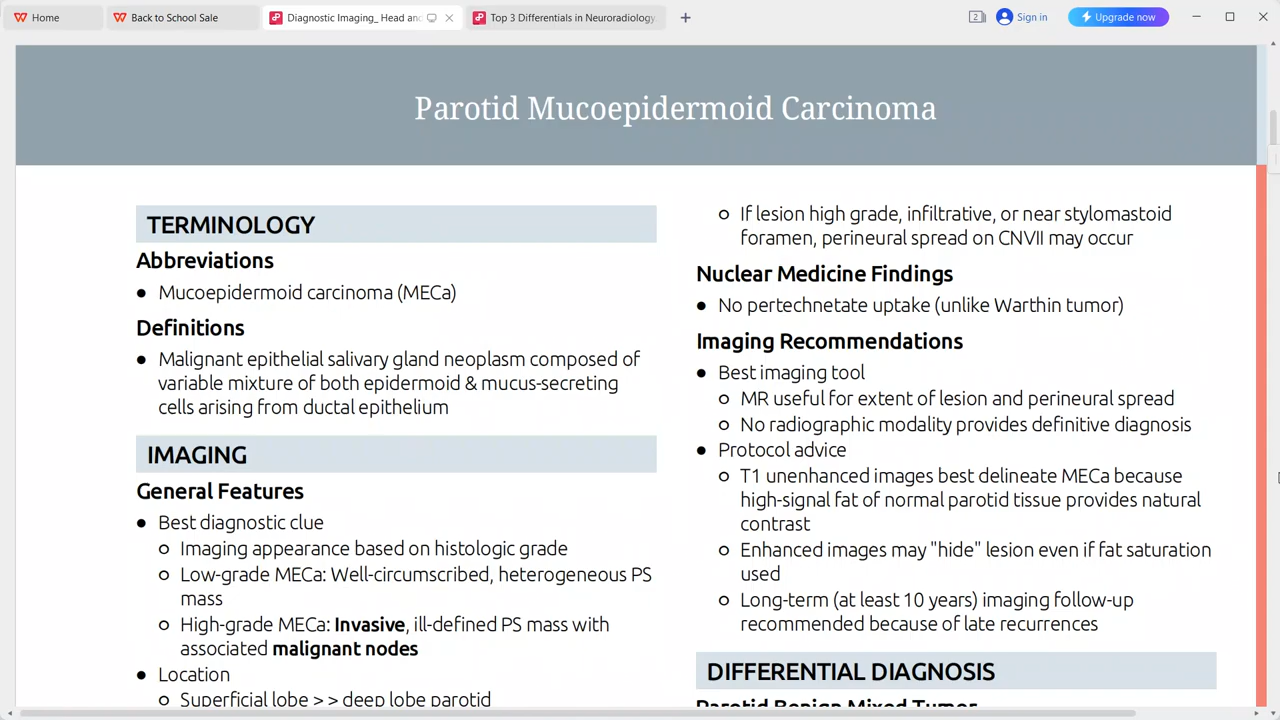 Home
Back to School Sale
Diagnostic Imaging_ Head and
Top 3 Differentials in Neuroradiology
2
Sign in
Upgrade now
Parotid Mucoepidermoid Carcinoma
TERMINOLOGY
Abbreviations
● Mucoepidermoid carcinoma (MECa)
Definitions
● Malignant epithelial salivary gland neoplasm composed of
variable mixture of both epidermoid & mucus-secreting
cells arising from ductal epithelium
IMAGING
General Features
● Best diagnostic clue
○ Imaging appearance based on histologic grade
○ Low-grade MECa: Well-circumscribed, heterogeneous PS
mass
○ High-grade MECa: Invasive, ill-defined PS mass with
associated malignant nodes
● Location
○ Superficial lobe > > deep lobe parotid
○ If lesion high grade, infiltrative, or near stylomastoid
foramen, perineural spread on CNVII may occur
Nuclear Medicine Findings
● No pertechnetate uptake (unlike Warthin tumor)
Imaging Recommendations
● Best imaging tool
○ MR useful for extent of lesion and perineural spread
○ No radiographic modality provides definitive diagnosis
● Protocol advice
○ T1 unenhanced images best delineate MECa because
high-signal fat of normal parotid tissue provides natural
contrast
○ Enhanced images may "hide" lesion even if fat saturation
used
○ Long-term (at least 10 years) imaging follow-up
recommended because of late recurrences
DIFFERENTIAL DIAGNOSIS
Parotid Benign Mixed Tumor